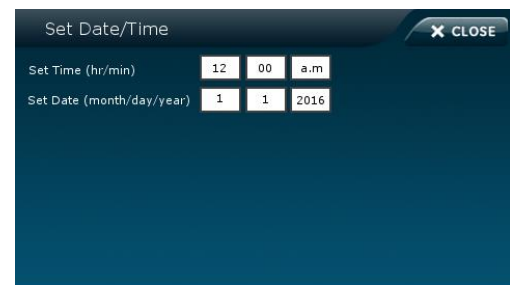 Set Date/Time
X CLOSE
Set Time (hr/min) 12 00 a.m
Set Date (month/day/year) 1 1 2016